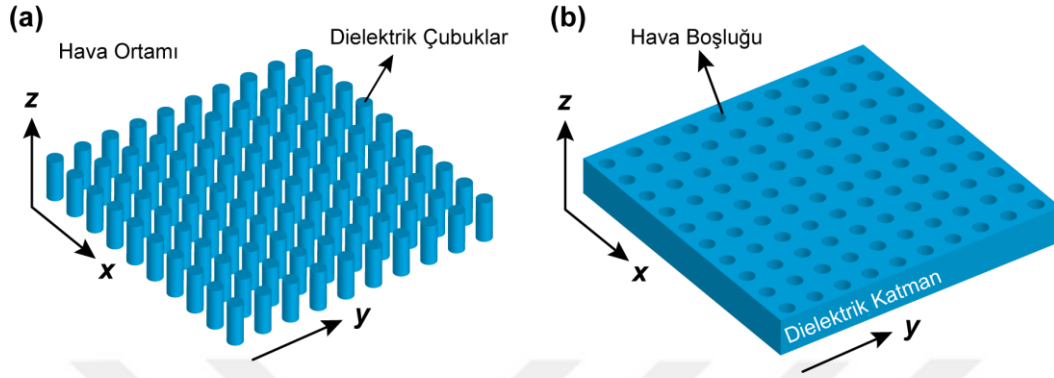 (a)
Hava Ortamı
Dielektrik Çubuklar
z
x
y
(b)
Hava Boşluğu
z
x
Dielektrik Katman
y